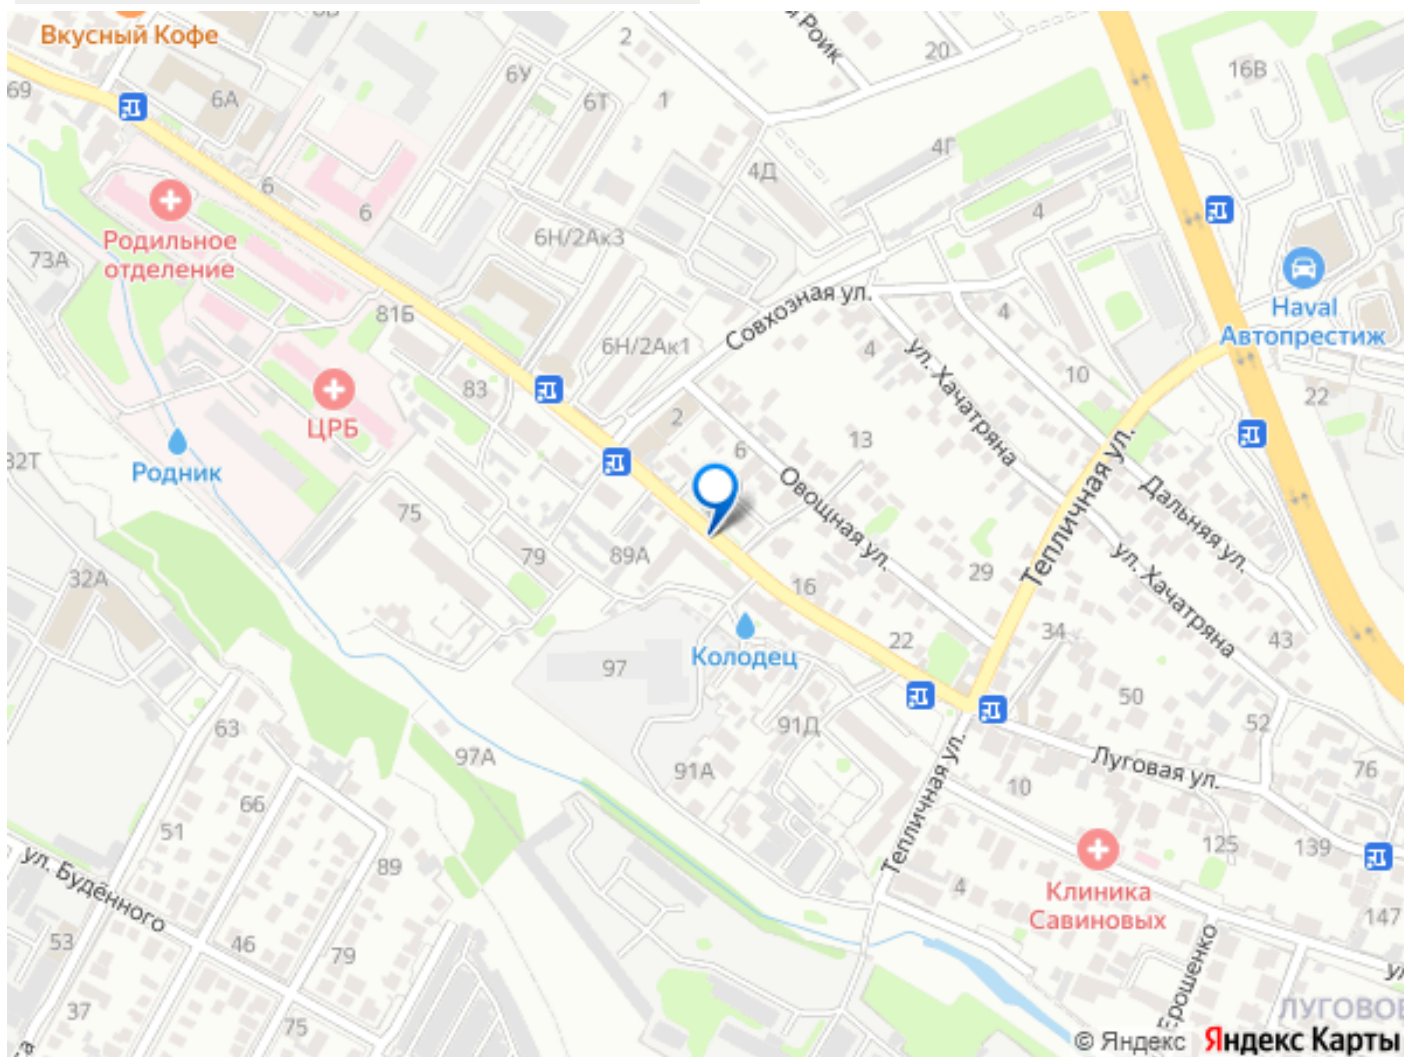 Вкусный Кофе
6У
2
я Роик
20
16В
69
6А
6Т
1
4Г
4Д
6
6
4
Родильное
отделение
73А
6Н/2Ак3
Haval
Автопрестиж
81Б
Совхозная ул.
4
6Н/2Ак1
4
ул. Хачатряна
10
22
83
2
ЦРБ
6
13
Тепличная ул.
Родник
32Т
Овощная ул.
Дальняя ул.
75
79
89А
29
ул. Хачатряна
32А
16
34
43
22
Колодец
97
50
52
63
91Д
97А
91А
Луговая ул.
76
10
66
Тепличная ул.
51
125
139
89
ул. Будённого
4
Клиника
Савиновых
147
53
46
79
Ерошенко
37
75
ЛУГОВОЕ
© Яндекс Яндекс Карты